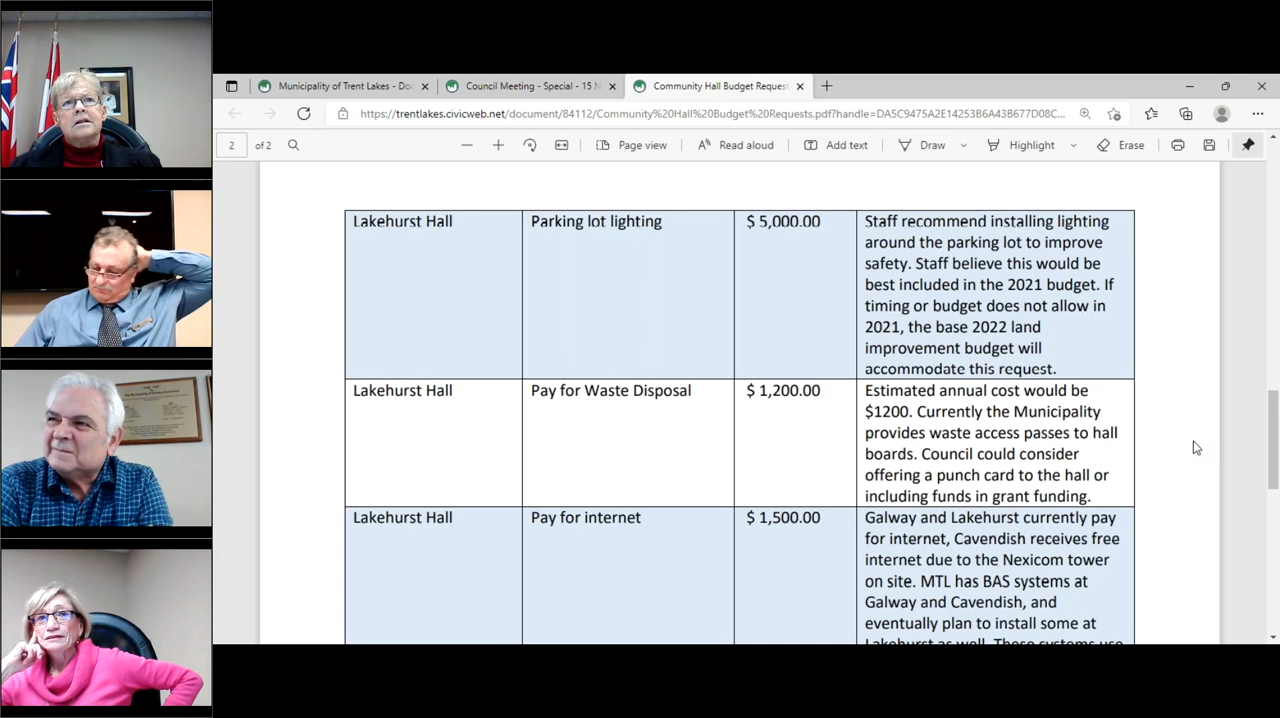 Municipality of Trent Lakes - Doc
Council Meeting - Special - 15 N
Community Hall Budget Request
https://trentlakes.civicweb.net/document/84112/Community%20Hall%20Budget%20Requests.pdf?handle=DA5C9475A2E14253B6A43B677D08C...
2 of 2
Page view
Read aloud
Add text
Draw
Highlight
Erase
Lakehurst Hall
Parking lot lighting
$ 5,000.00
Staff recommend installing lighting
around the parking lot to improve
safety. Staff believe this would be
best included in the 2021 budget. If
timing or budget does not allow in
2021, the base 2022 land
improvement budget will
accommodate this request.
Lakehurst Hall
Pay for Waste Disposal
$ 1,200.00
Estimated annual cost would be
$1200. Currently the Municipality
provides waste access passes to hall
boards. Council could consider
offering a punch card to the hall or
including funds in grant funding.
Lakehurst Hall
Pay for internet
$ 1,500.00
Galway and Lakehurst currently pay
for internet, Cavendish receives free
internet due to the Nexicom tower
on site. MTL has BAS systems at
Galway and Cavendish, and
eventually plan to install some at
Lakehurst as well. These systems use